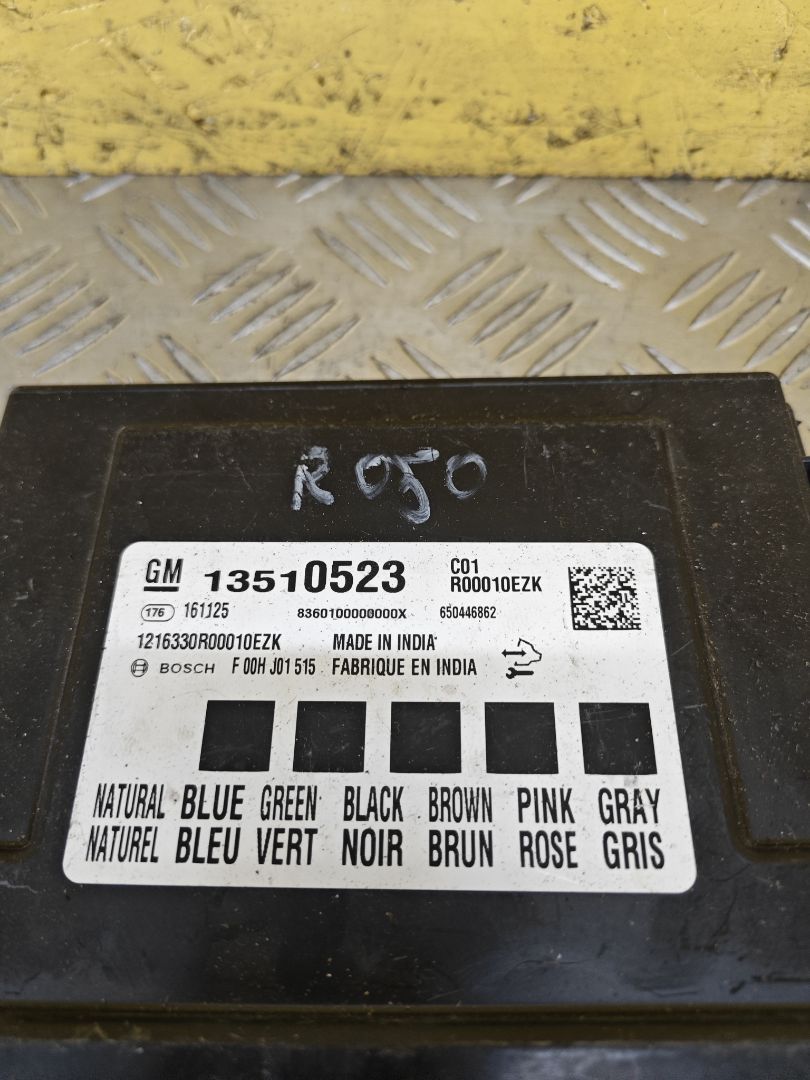 R 050
GM 13510523 C01
R00010EZK
176 161125 8360100000000X 650446862
1216330R00010EZK MADE IN INDIA
BOSCH F 00H J01 515 FABRIQUE EN INDIA
NATURAL BLUE GREEN BLACK BROWN PINK GRAY
NATUREL BLEU VERT NOIR BRUN ROSE GRIS